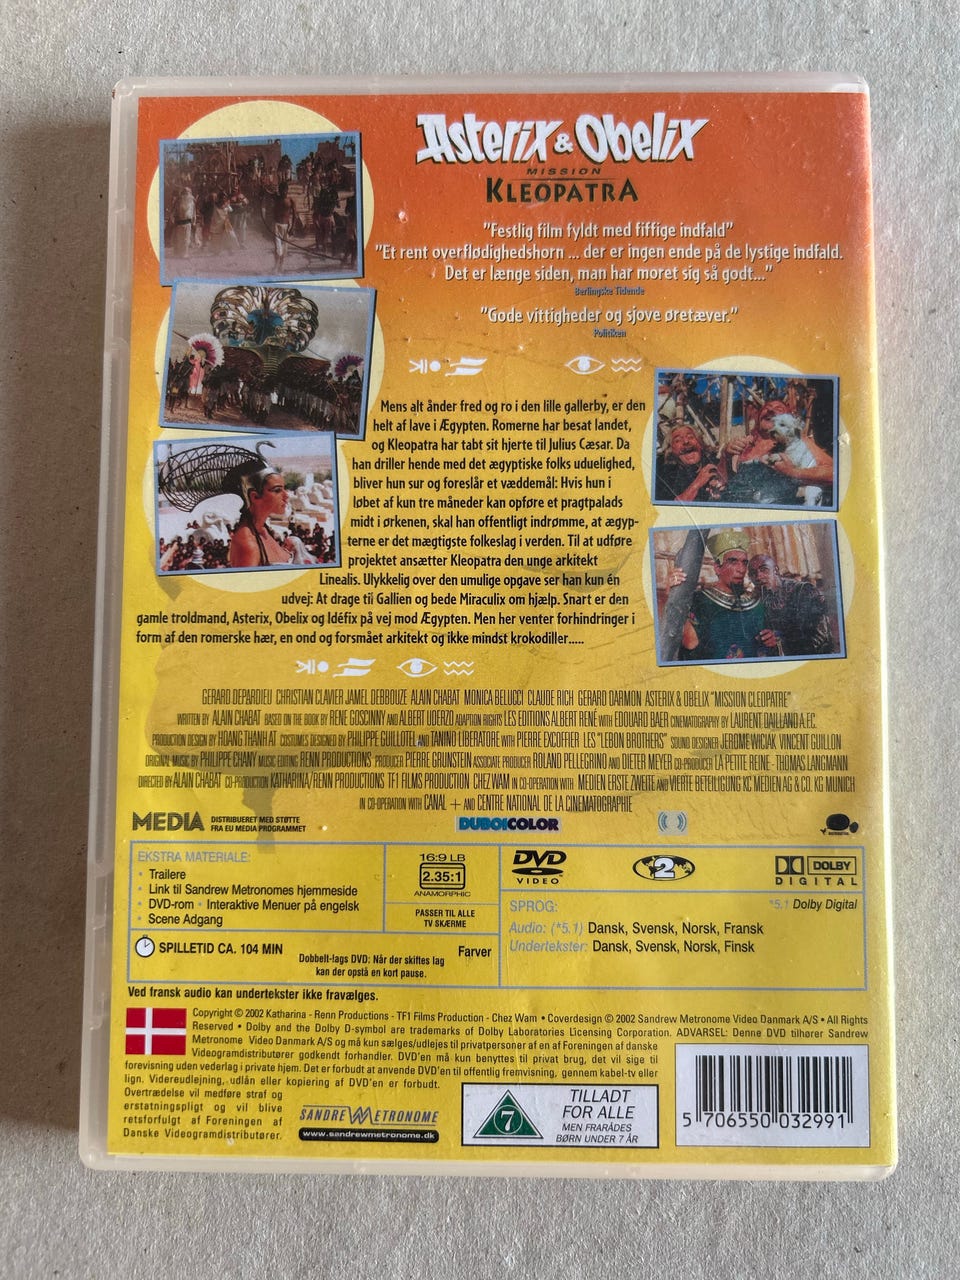 Asterix & Obelix
MISSION
KLEOPATRA
"Festlig film fyldt med fiffige indfald"
"Et rent overflødighedshorn ... der er ingen ende på de lystige indfald.
Det er længe siden, man har moret sig så godt..."
Berlingske Tidende
"Gode vittigheder og sjove øretæver."
Politiken
Mens alt ånder fred og ro i den lille gallerby, er den
helt af lave i Ægypten. Romerne har besat landet,
og Kleopatra har tabt sit hjerte til Julius Cæsar. Da
han driller hende med det ægyptiske folks uduelighed,
bliver hun sur og foreslår et væddemål: Hvis hun i
løbet af kun tre måneder kan opføre et pragtpalads
midt i ørkenen, skal han offentligt indrømme, at ægyp-
terne er det mægtigste folkeslag i verden. Til at udføre
projektet ansætter Kleopatra den unge arkitekt
Linealis. Ulykkelig over den umulige opgave ser han kun én
udvej: At drage til Gallien og bede Miraculix om hjælp. Snart er den
gamle troldmand, Asterix, Obelix og Idéfix på vej mod Ægypten. Men her venter forhindringer i
form af den romerske hær, en ond og forsmået arkitekt og ikke mindst krokodiller.....
GERARD DEPARDIEU CHRISTIAN CLAVIER JAMEL DEBBOUZE ALAIN CHABAT MONICA BELUCCI CLAUDE RICH GERARD DARMON ASTERIX & OBELIX "MISSION CLEOPATRE"
WRITTEN BY ALAIN CHABAT BASED ON THE BOOK BY RENE GOSCINNY AND ALBERT UDERZO ADAPTION RIGHTS LES EDITIONS ALBERT RENÉ WITH EDOUARD BAER CINEMATOGRAPHY BY LAURENT DAILLAND A.F.C.
PRODUCTION DESIGN BY HOANG THANH AT COSTUMES DESIGNED BY PHILIPPE GUILLOTEL AND TANINO LIBERATORE WITH PIERRE EXCOFFIER LES "LEBON BROTHERS" SOUND DESIGNER JEROME WICIAK VINCENT GUILLON
ORIGINAL MUSIC BY PHILIPPE CHANY MUSIC EDITING RENN PRODUCTIONS PRODUCER PIERRE GRUNSTEIN ASSOCIATE PRODUCER ROLAND PELLEGRINO AND DIETER MEYER CO-PRODUCER LA PETITE REINE - THOMAS LANGMANN
DIRECTED BY ALAIN CHABAT CO-PRODUCTION KATHARINA/RENN PRODUCTIONS TF1 FILMS PRODUCTION CHEZ WAM IN CO-OPERATION WITH MEDIEN ERSTE ZWEITE AND VIERTE BETEILIGUNG KC MEDIEN AG & CO. KG MUNICH
IN CO-OPERATION WITH CANAL + AND CENTRE NATIONAL DE LA CINEMATOGRAPHIE
MEDIA DISTRIBUERET MED STØTTE
FRA EU MEDIA PROGRAMMET
DUBOICOLOR
EKSTRA MATERIALE:
• Trailere
• Link til Sandrew Metronomes hjemmeside
• DVD-rom • Interaktive Menuer på engelsk
• Scene Adgang
16:9 LB
2.35:1
ANAMORPHIC
PASSER TIL ALLE
TV SKÆRME
DVD
VIDEO
2
DOLBY
DIGITAL
SPROG:
*5.1 Dolby Digital
Audio: (*5.1) Dansk, Svensk, Norsk, Fransk
Undertekster: Dansk, Svensk, Norsk, Finsk
SPILLETID CA. 104 MIN
Dobbelt-lags DVD: Når der skiftes lag
kan der opstå en kort pause.
Farver
Ved fransk audio kan undertekster ikke fravælges.
Copyright © 2002 Katharina - Renn Productions - TF1 Films Production - Chez Wam • Coverdesign © 2002 Sandrew Metronome Video Danmark A/S • All Rights
Reserved • Dolby and the Dolby D-symbol are trademarks of Dolby Laboratories Licensing Corporation. ADVARSEL: Denne DVD tilhører Sandrew
Metronome Video Danmark A/S og må kun sælges/udlejes til privatpersoner af en af Foreningen af danske
Videogramdistributører godkendt forhandler. DVD'en må kun benyttes til privat brug, det vil sige til
forevisning uden vederlag i private hjem. Det er forbudt at anvende DVD'en til offentlig fremvisning, gennem kabel-tv eller
lign. Videreudlejning, udlån eller kopiering af DVD'en er forbudt.
Overtrædelse vil medføre straf og
erstatningspligt og vil blive
retsforfulgt af Foreningen af
Danske Videogramdistributører.
SANDREW METRONOME
www.sandrewmetronome.dk
7
TILLADT
FOR ALLE
MEN FRARÅDES
BØRN UNDER 7 ÅR
5 706550 032991